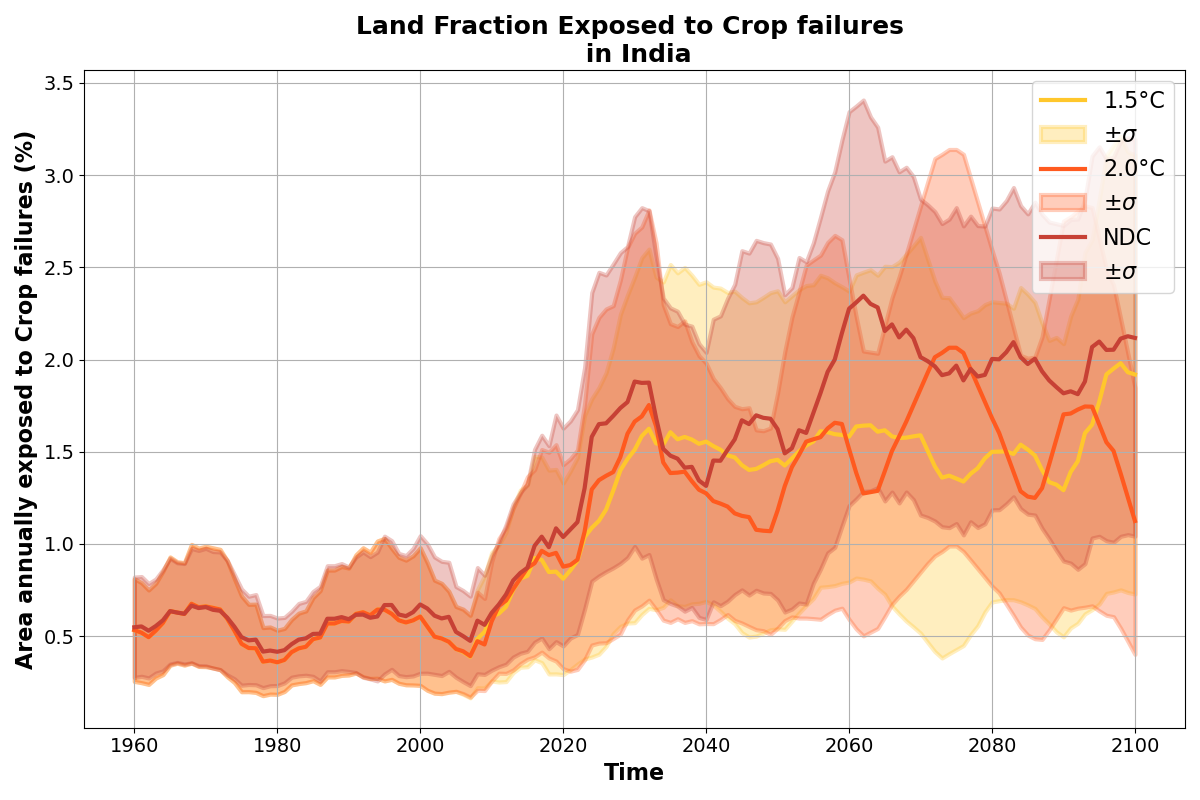 Land Fraction Exposed to Crop failures
in India
Area annually exposed to Crop failures (%)
3.5
3.0
2.5
2.0
1.5
1.0
0.5
1.5°C
±σ
2.0°C
±σ
NDC
±σ
1960 1980 2000 2020 2040 2060 2080 2100
Time